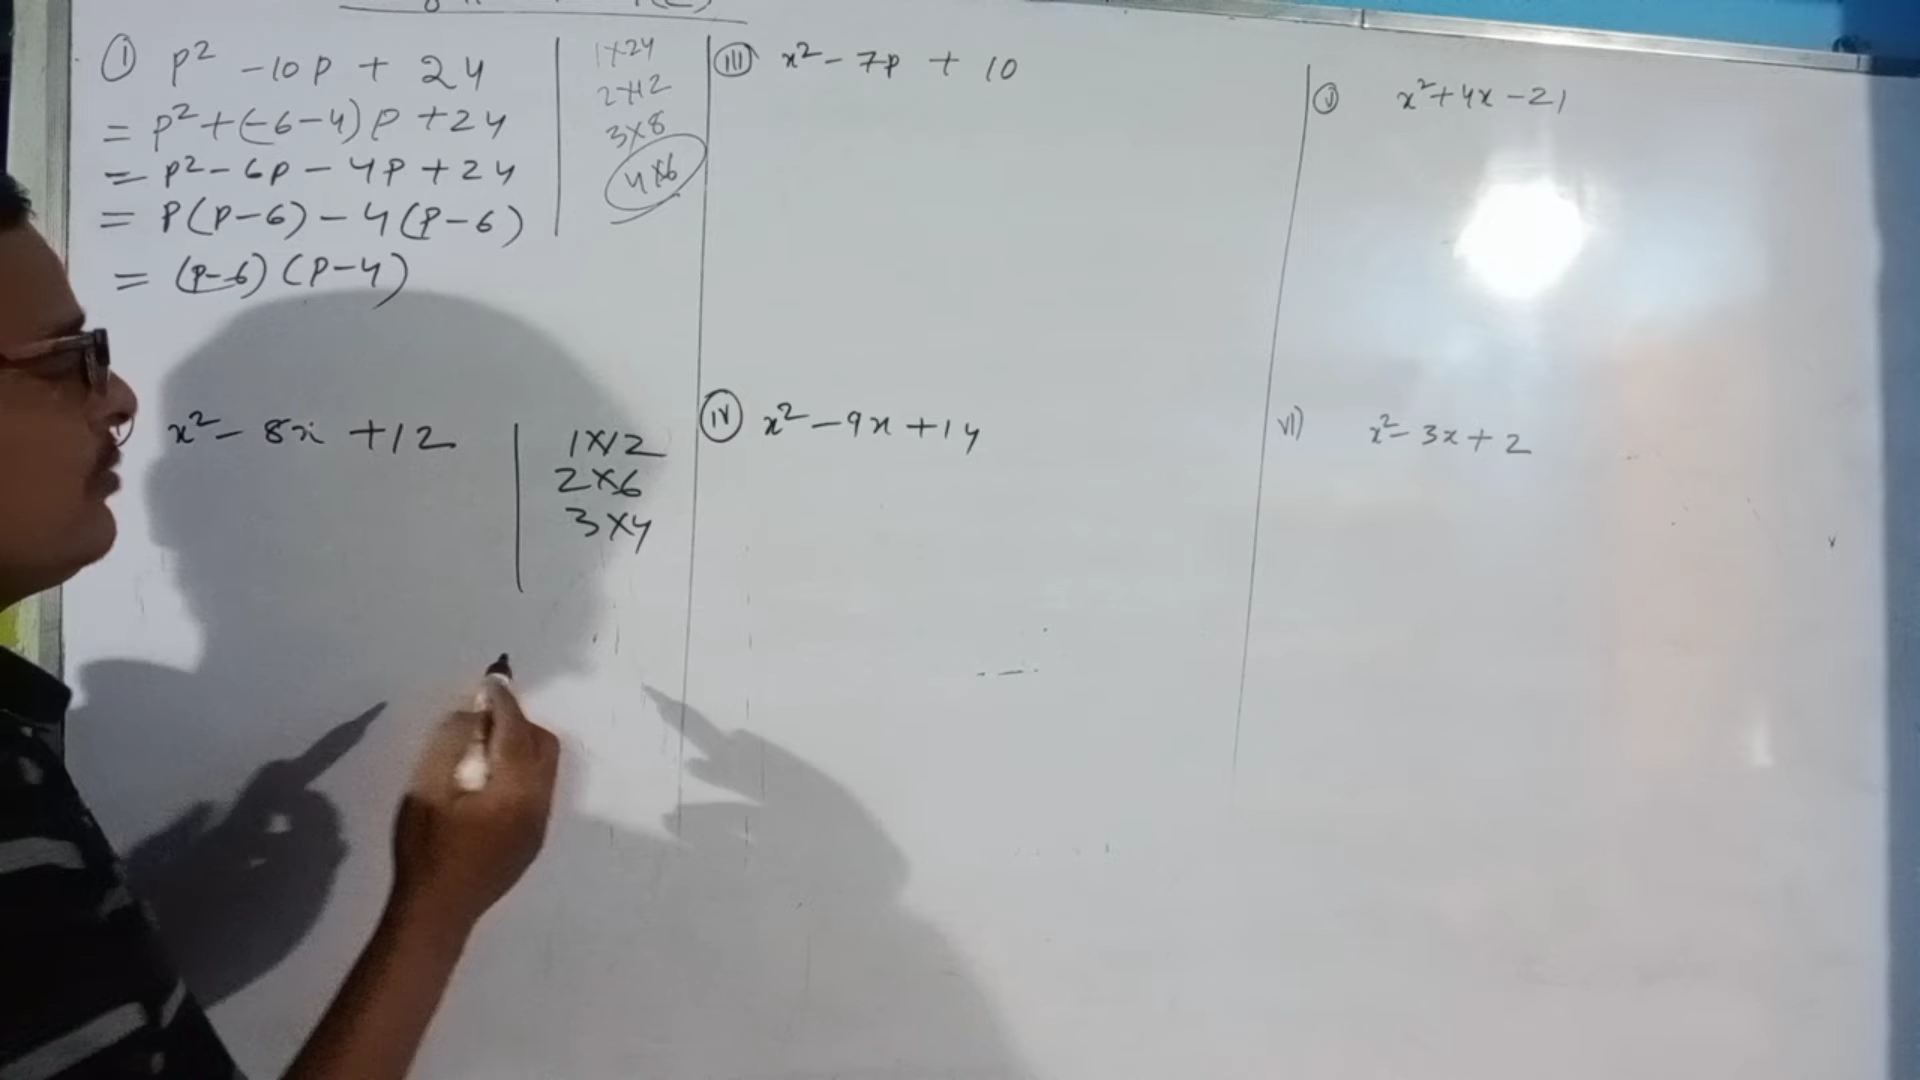 ① p² - 10p + 24
= p² + (-6-4)p + 24
= p² - 6p - 4p + 24
= p(p-6) - 4(p-6)
= (p-6)(p-4)
1×24
2×12
3×8
4×6
x² - 8x + 12
1×12
2×6
3×4
(iii) x² - 7p + 10
(iv) x² - 9x + 14
(v) x² + 4x - 21
vi) x² - 3x + 2